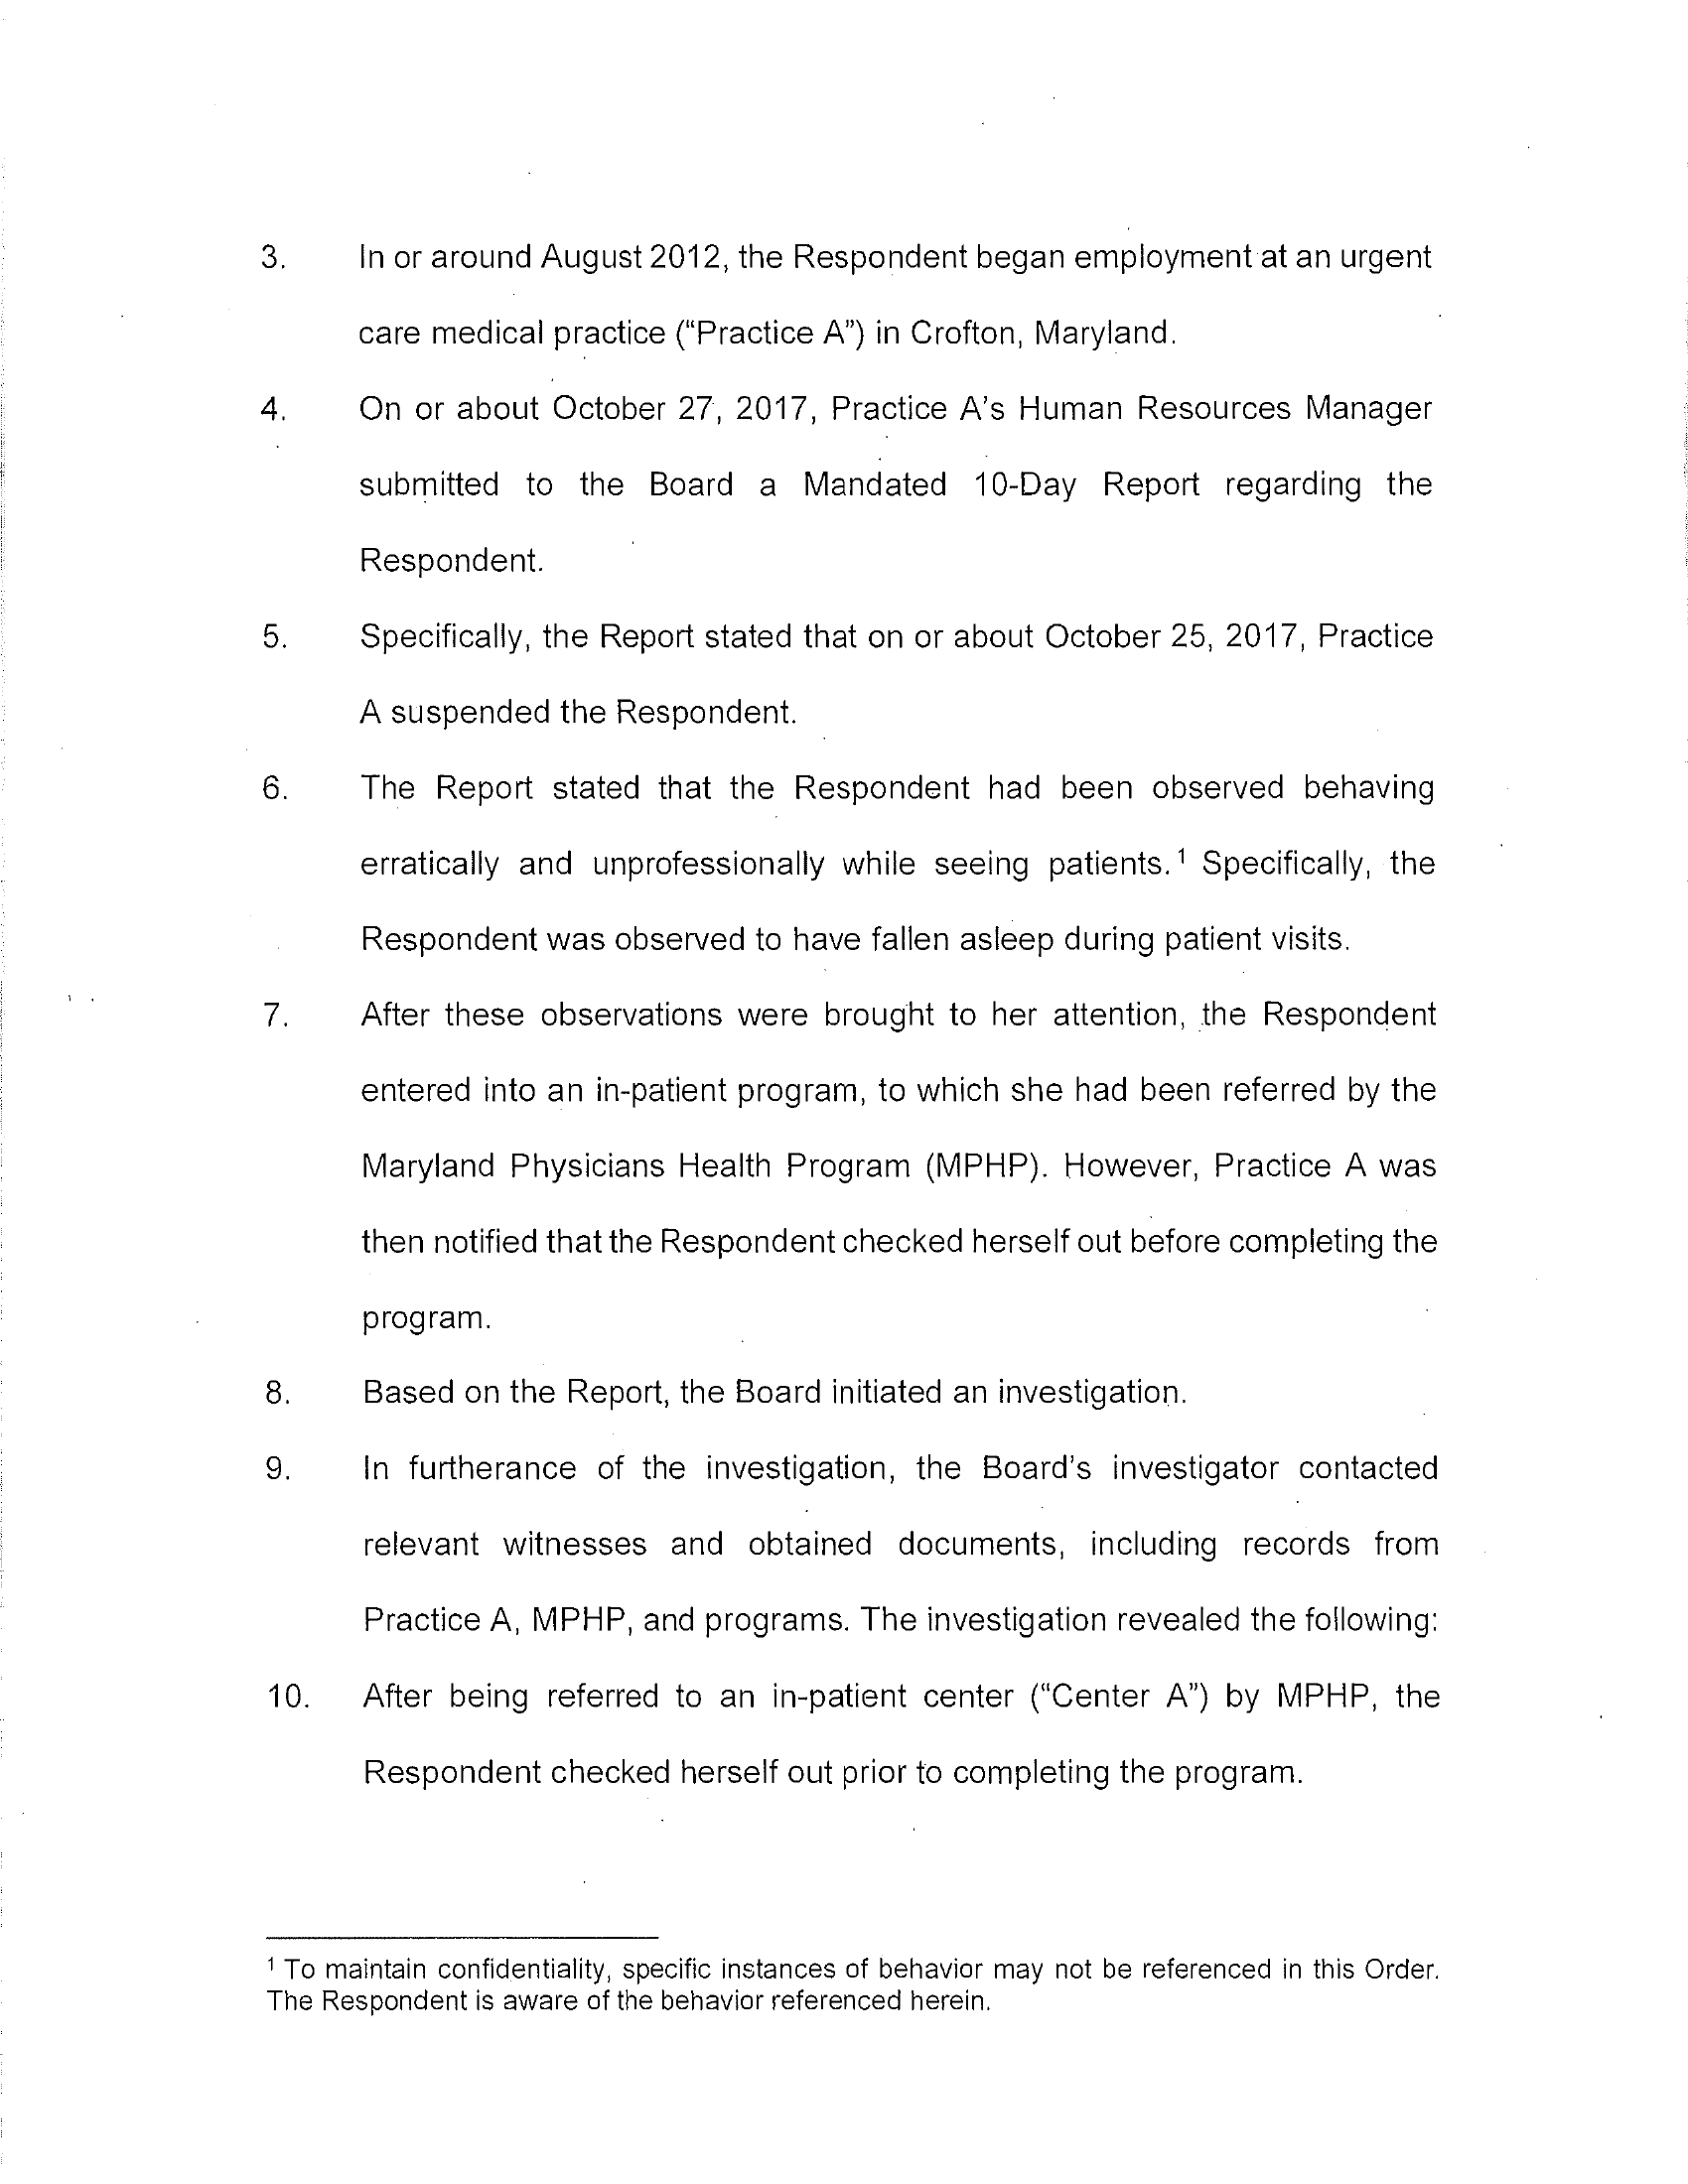 3. In or around August 2012, the Respondent began employment at an urgent
care medical practice (“Practice A”) in Crofton, Maryland.
4. On or about October 27, 2017, Practice A’s Human Resources Manager
submitted to the Board a Mandated 10-Day Report regarding the
Respondent.
5. Specifically, the Report stated that on or about October 25, 2017, Practice
A suspended the Respondent.
6. The Report stated that the Respondent had been observed behaving
erratically and unprofessionally while seeing patients.¹ Specifically, the
Respondent was observed to have fallen asleep during patient visits.
7. After these observations were brought to her attention, the Respondent
entered into an in-patient program, to which she had been referred by the
Maryland Physicians Health Program (MPHP). However, Practice A was
then notified that the Respondent checked herself out before completing the
program.
8. Based on the Report, the Board initiated an investigation.
9. In furtherance of the investigation, the Board’s investigator contacted
relevant witnesses and obtained documents, including records from
Practice A, MPHP, and programs. The investigation revealed the following:
10. After being referred to an in-patient center (“Center A”) by MPHP, the
Respondent checked herself out prior to completing the program.
¹ To maintain confidentiality, specific instances of behavior may not be referenced in this Order.
The Respondent is aware of the behavior referenced herein.